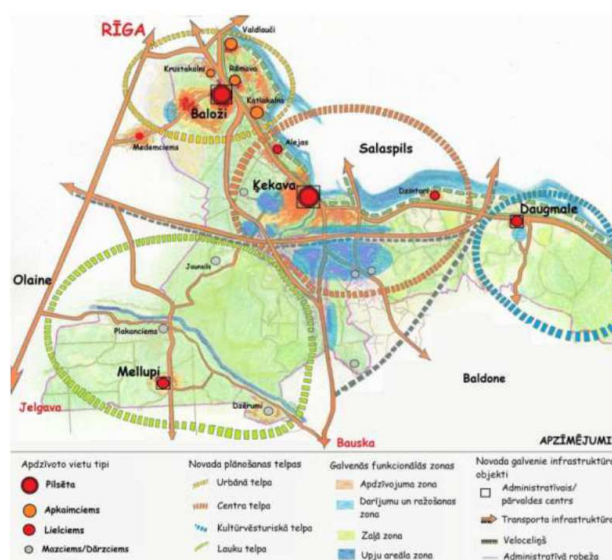 RĪGA
Valdlauči
Krustakalni
Rāmava
Baloži
Katlakalns
Medemciems
Alejas
Salaspils
Ķekava
Dzintari
Daugmale
Jaunsils
Olaine
Plakanciems
Mellupi
Baldone
Jelgava
Dzērumi
Bauska
APZĪMĒJUMI
Apdzīvoto vietu tipi
Pilsēta
Apkaimciems
Lielciems
Mazciems/Dārzciems
Novada plānošanas telpas
Urbānā telpa
Centra telpa
Kultūrvēsturiskā telpa
Lauku telpa
Galvenās funkcionālās zonas
Apdzīvojuma zona
Darījumu un ražošanas zona
Zaļā zona
Upju areāla zona
Novada galvenie infrastruktūras
objekti
Administratīvais/
pārvaldes centrs
Transporta infrastruktūra
Veloceliņš
Administratīvā robeža